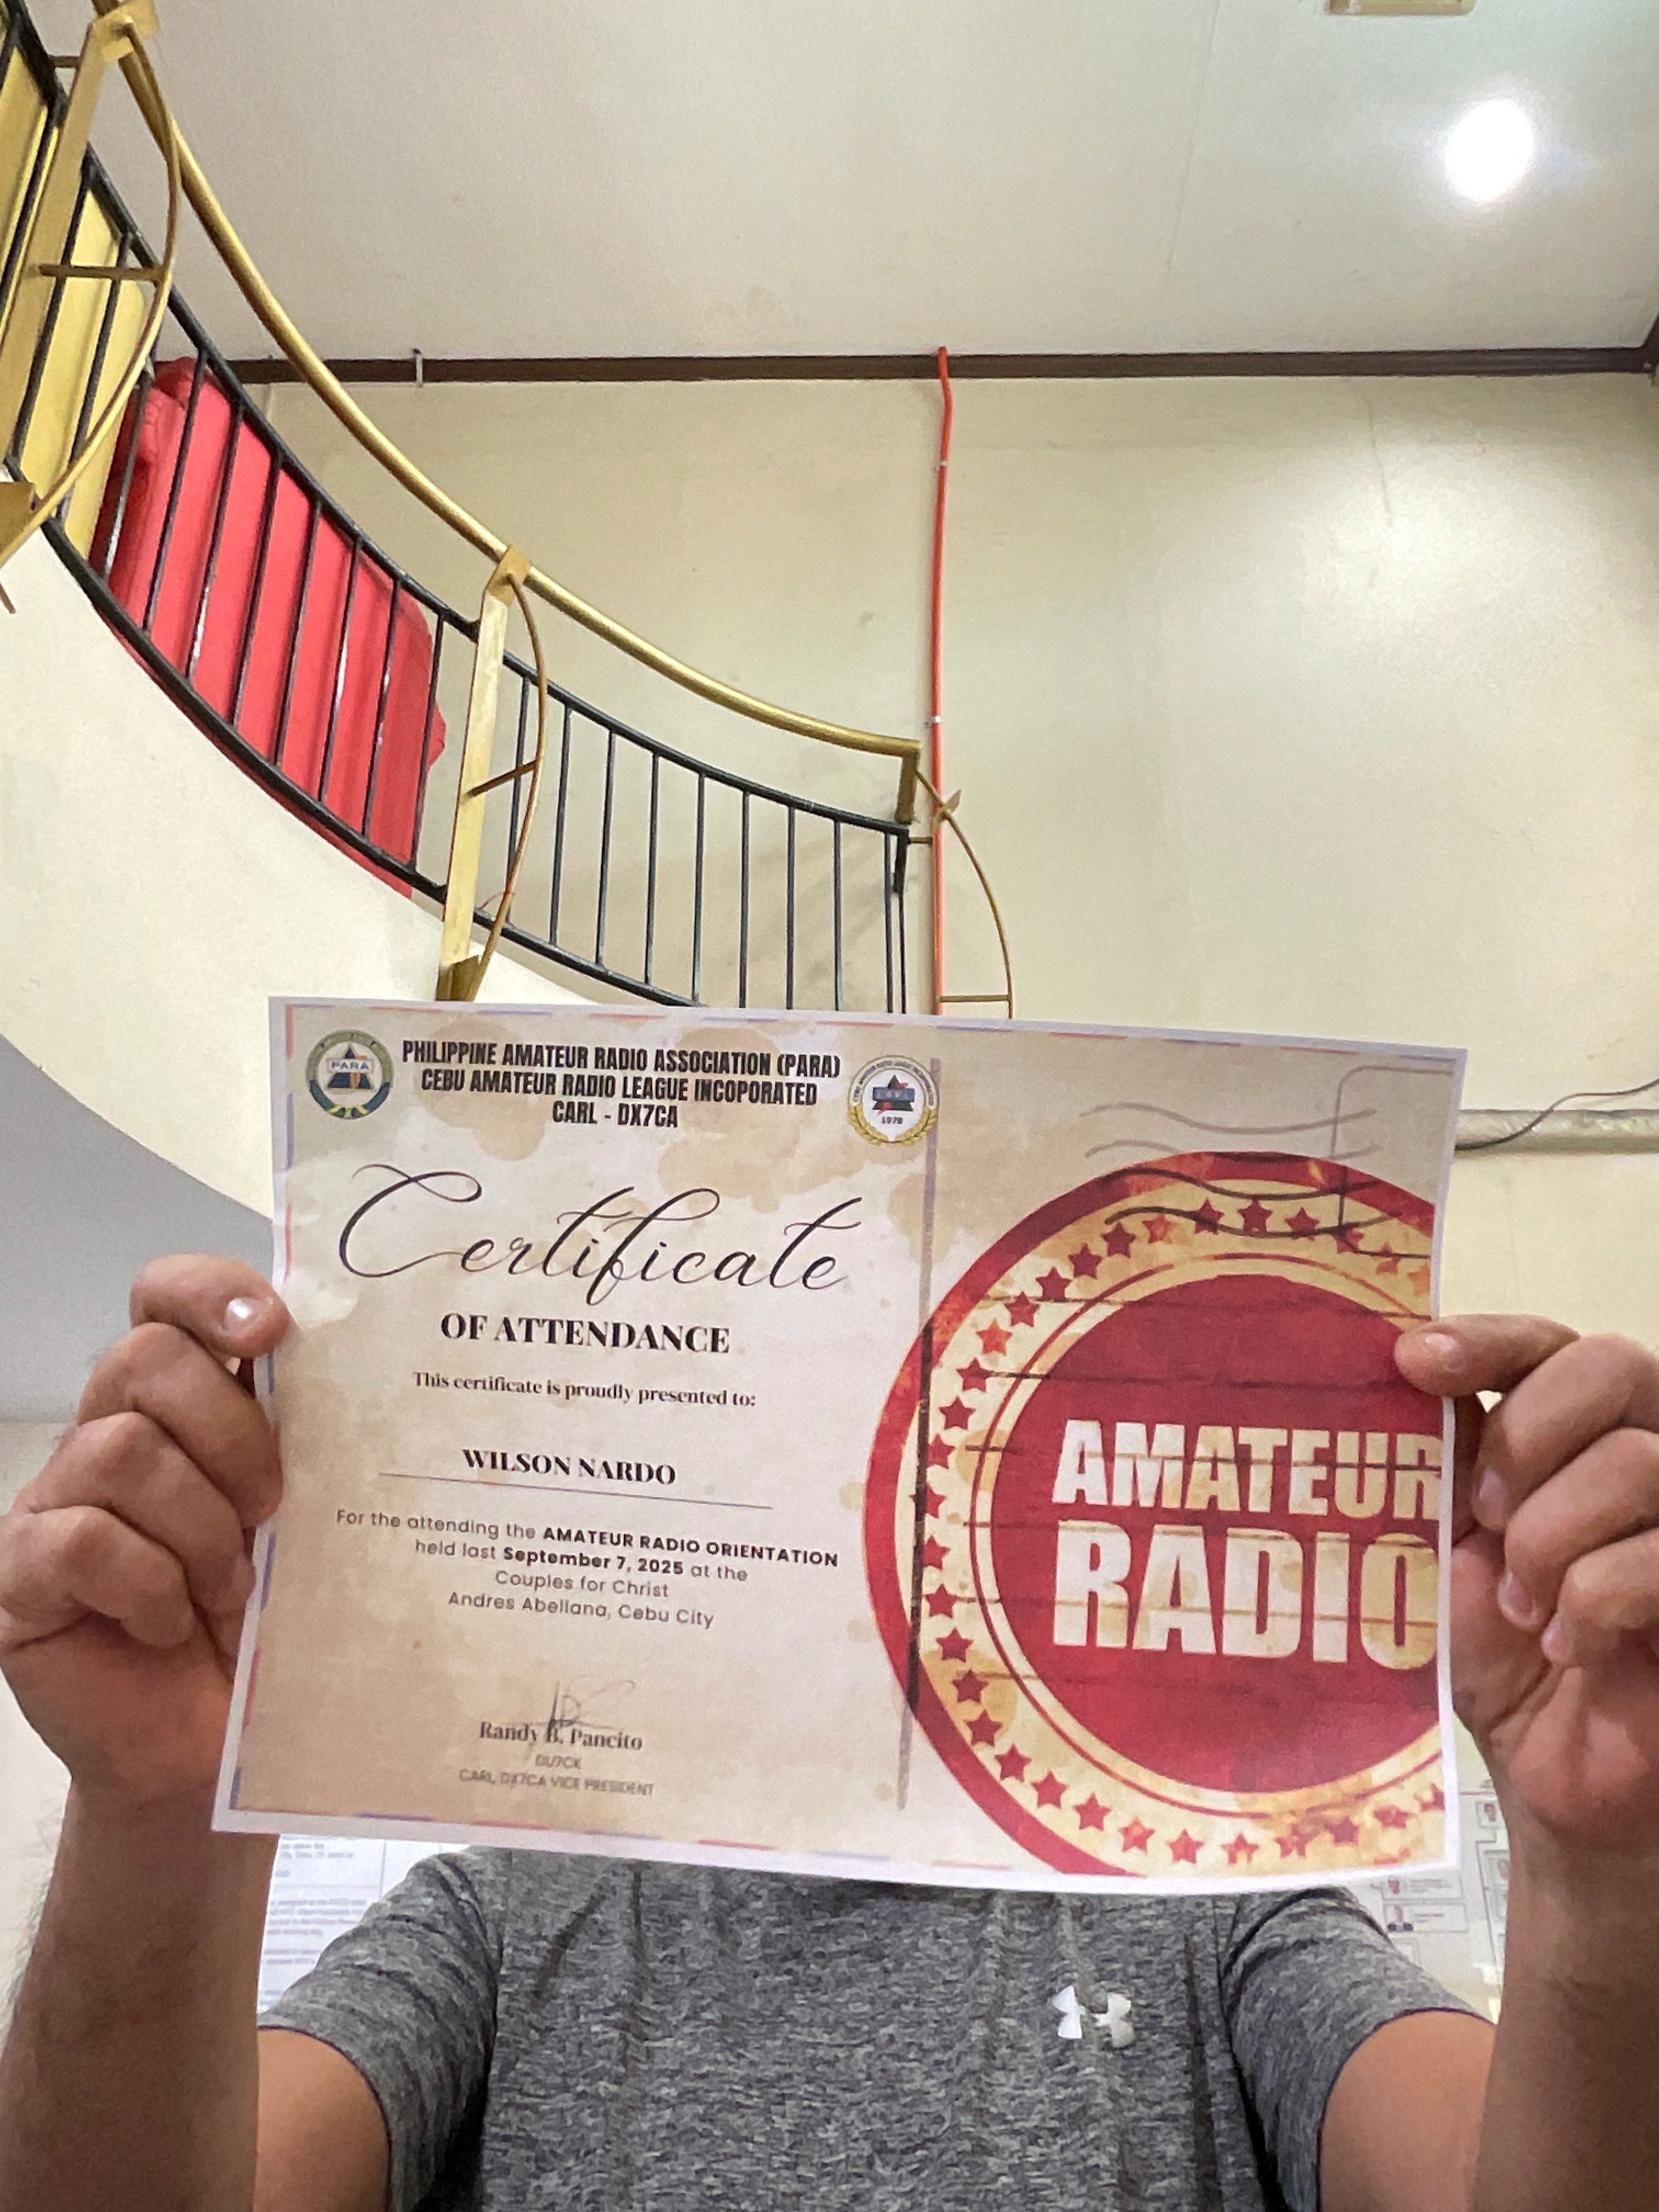 PARA
PHILIPPINE AMATEUR RADIO ASSOCIATION (PARA)
CEBU AMATEUR RADIO LEAGUE INCOPORATED
CARL - DX7CA
1970
Certificate
OF ATTENDANCE
This certificate is proudly presented to:
WILSON NARDO
For the attending the AMATEUR RADIO ORIENTATION
held last September 7, 2025 at the
Couples for Christ
Andres Abellana, Cebu City
Randy B. Pancito
DU7CK
CARL, DX7CA VICE PRESIDENT
AMATEUR
RADIO